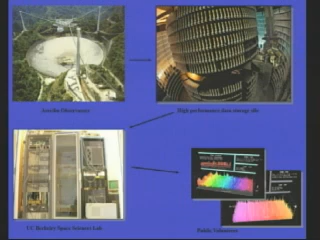 Arecibo Observatory
High performance data storage silo
UC Berkeley Space Sciences Lab
Public Volunteers